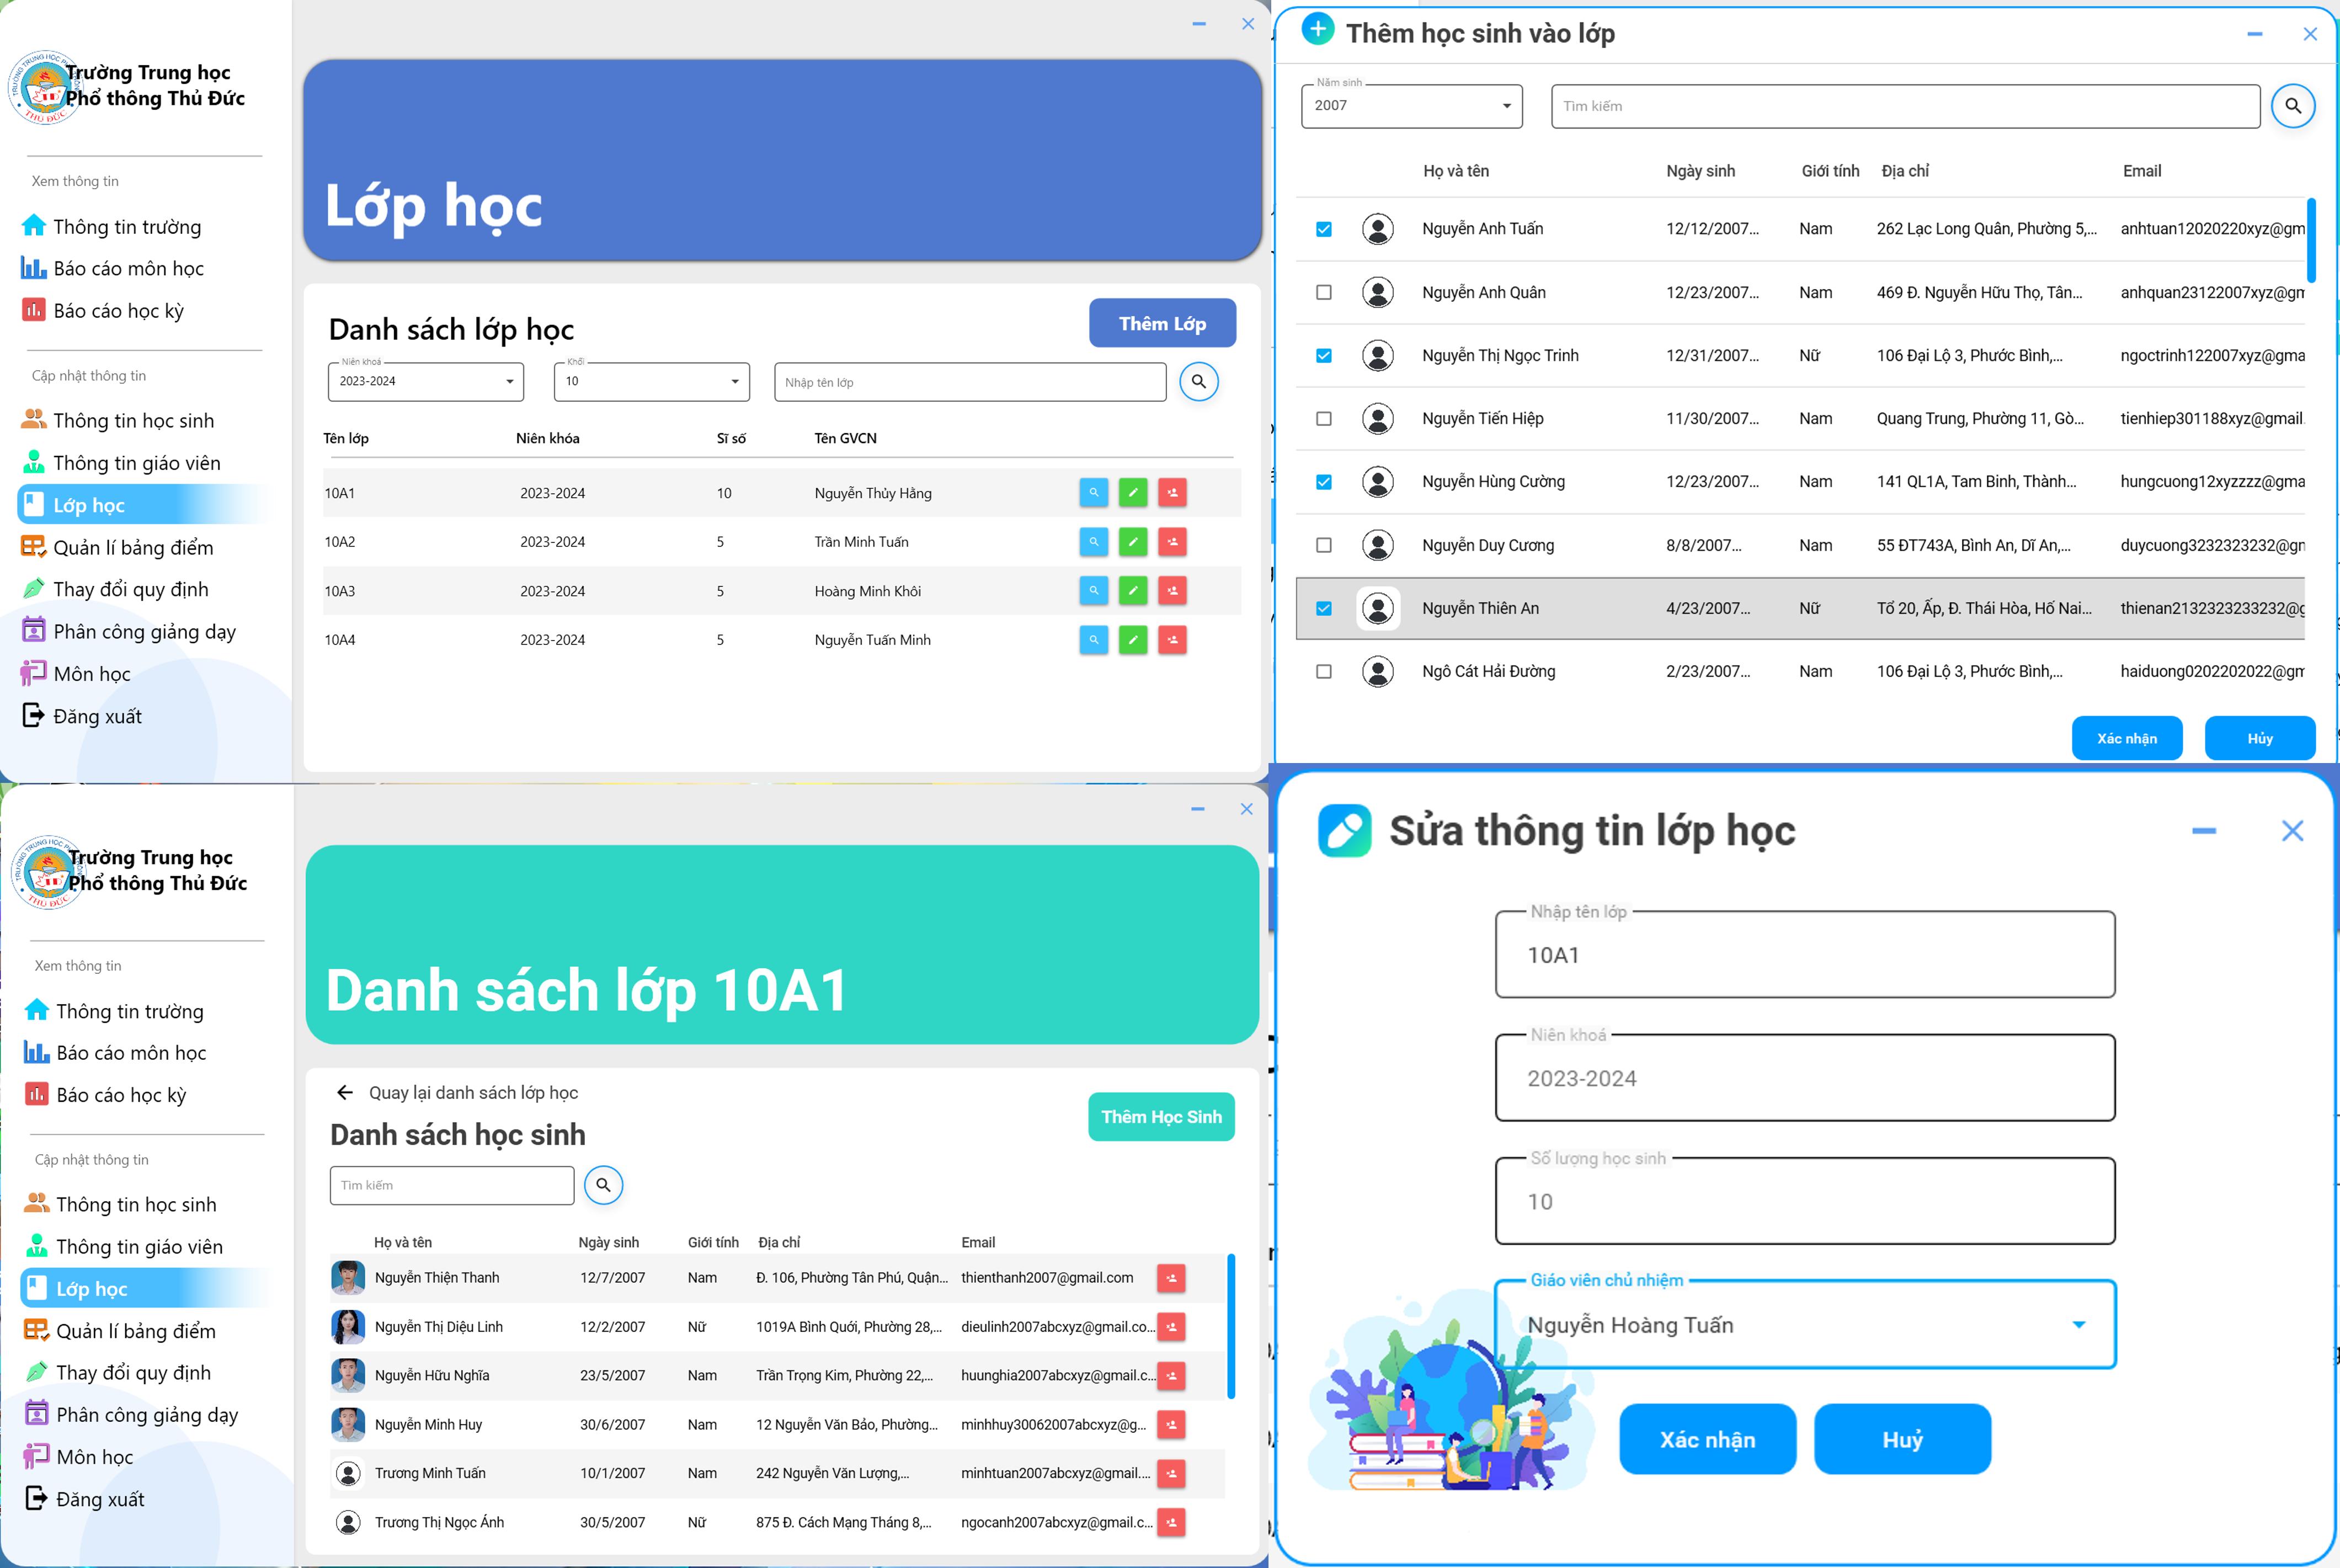 Trường Trung học
Phổ thông Thủ Đức
Xem thông tin
Thông tin trường
Báo cáo môn học
Báo cáo học kỳ
Cập nhật thông tin
Thông tin học sinh
Thông tin giáo viên
Lớp học
Quản lí bảng điểm
Thay đổi quy định
Phân công giảng dạy
Môn học
Đăng xuất
Lớp học
Danh sách lớp học
Thêm Lớp
Niên khoá Khối
2023-2024 10 Nhập tên lớp
Tên lớp Niên khóa Sĩ số Tên GVCN
10A1 2023-2024 10 Nguyễn Thủy Hằng
10A2 2023-2024 5 Trần Minh Tuấn
10A3 2023-2024 5 Hoàng Minh Khôi
10A4 2023-2024 5 Nguyễn Tuấn Minh
Thêm học sinh vào lớp
Năm sinh
2007 Tìm kiếm
Họ và tên Ngày sinh Giới tính Địa chỉ Email
Nguyễn Anh Tuấn 12/12/2007... Nam 262 Lạc Long Quân, Phường 5,... anhtuan12020220xyz@gm
Nguyễn Anh Quân 12/23/2007... Nam 469 Đ. Nguyễn Hữu Thọ, Tân... anhquan23122007xyz@gm
Nguyễn Thị Ngọc Trinh 12/31/2007... Nữ 106 Đại Lộ 3, Phước Bình,... ngoctrinh122007xyz@gma
Nguyễn Tiến Hiệp 11/30/2007... Nam Quang Trung, Phường 11, Gò... tienhiep301188xyz@gmail.
Nguyễn Hùng Cường 12/23/2007... Nam 141 QL1A, Tam Binh, Thành... hungcuong12xyzzzz@gma
Nguyễn Duy Cương 8/8/2007... Nam 55 ĐT743A, Bình An, Dĩ An,... duycuong3232323232@gm
Nguyễn Thiên An 4/23/2007... Nữ Tổ 20, Ấp, Đ. Thái Hòa, Hố Nai... thienan2132323233232@g
Ngô Cát Hải Đường 2/23/2007... Nam 106 Đại Lộ 3, Phước Bình,... haiduong0202202022@gm
Xác nhận Hủy
Trường Trung học
Phổ thông Thủ Đức
Xem thông tin
Thông tin trường
Báo cáo môn học
Báo cáo học kỳ
Cập nhật thông tin
Thông tin học sinh
Thông tin giáo viên
Lớp học
Quản lí bảng điểm
Thay đổi quy định
Phân công giảng dạy
Môn học
Đăng xuất
Danh sách lớp 10A1
Quay lại danh sách lớp học
Thêm Học Sinh
Danh sách học sinh
Tìm kiếm
Họ và tên Ngày sinh Giới tính Địa chỉ Email
Nguyễn Thiện Thanh 12/7/2007 Nam Đ. 106, Phường Tân Phú, Quận... thienthanh2007@gmail.com
Nguyễn Thị Diệu Linh 12/2/2007 Nữ 1019A Bình Quới, Phường 28,... dieulinh2007abcxyz@gmail.co...
Nguyễn Hữu Nghĩa 23/5/2007 Nam Trần Trọng Kim, Phường 22,... huunghia2007abcxyz@gmail.c...
Nguyễn Minh Huy 30/6/2007 Nam 12 Nguyễn Văn Bảo, Phường... minhhuy30062007abcxyz@g...
Trương Minh Tuấn 10/1/2007 Nam 242 Nguyễn Văn Lượng,... minhtuan2007abcxyz@gmail....
Trương Thị Ngọc Ánh 30/5/2007 Nữ 875 Đ. Cách Mạng Tháng 8,... ngocanh2007abcxyz@gmail.c...
Sửa thông tin lớp học
Nhập tên lớp
10A1
Niên khoá
2023-2024
Số lượng học sinh
10
Giáo viên chủ nhiệm
Nguyễn Hoàng Tuấn
Xác nhận Huỷ